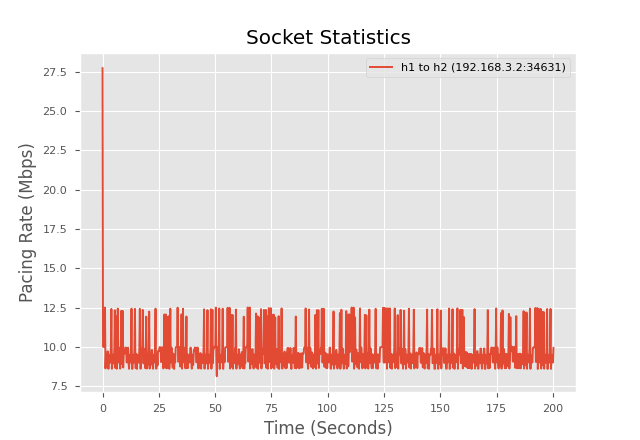 Socket Statistics
h1 to h2 (192.168.3.2:34631)
Pacing Rate (Mbps)
27.5
25.0
22.5
20.0
17.5
15.0
12.5
10.0
7.5
0 25 50 75 100 125 150 175 200
Time (Seconds)